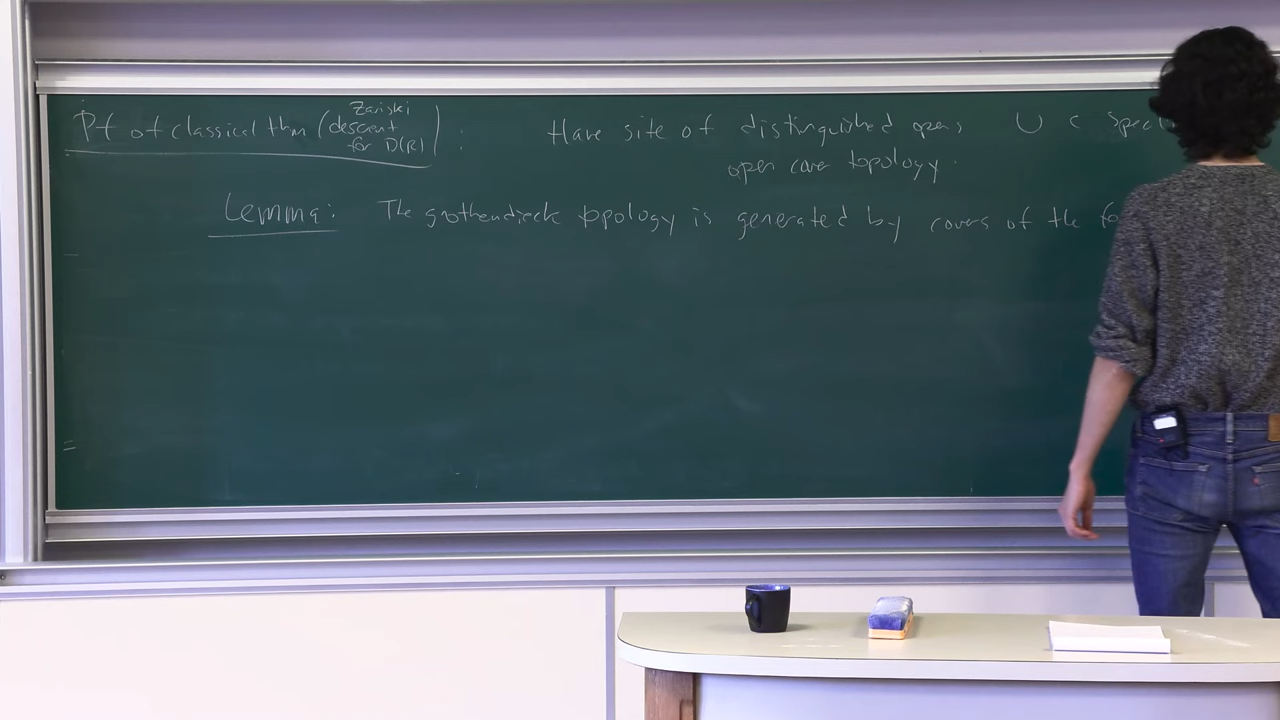 Pf of classical thm (Zariski descent for D(R)) : Have site of distinguished opens U ⊂ Spec
open cover topology.
Lemma: The grothendieck topology is generated by covers of the